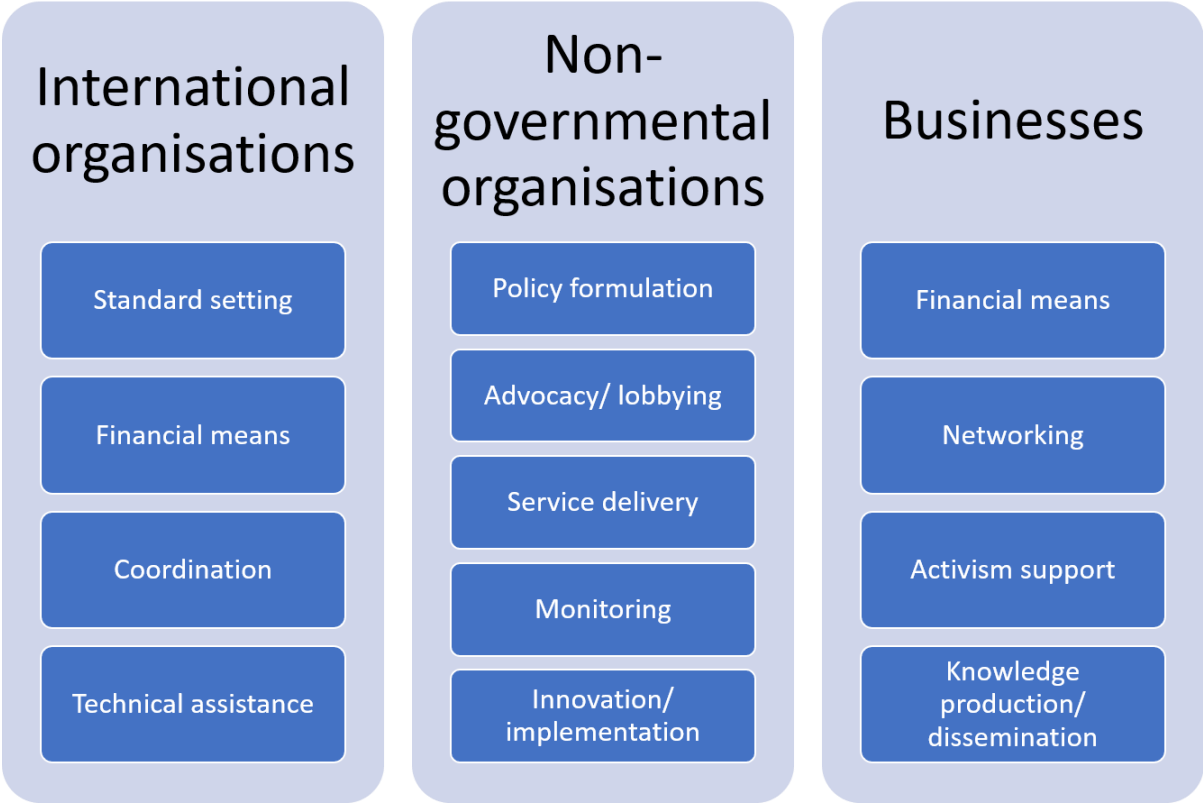 International
organisations
Standard setting
Financial means
Coordination
Technical assistance
Non-
governmental
organisations
Policy formulation
Advocacy/ lobbying
Service delivery
Monitoring
Innovation/
implementation
Businesses
Financial means
Networking
Activism support
Knowledge
production/
dissemination